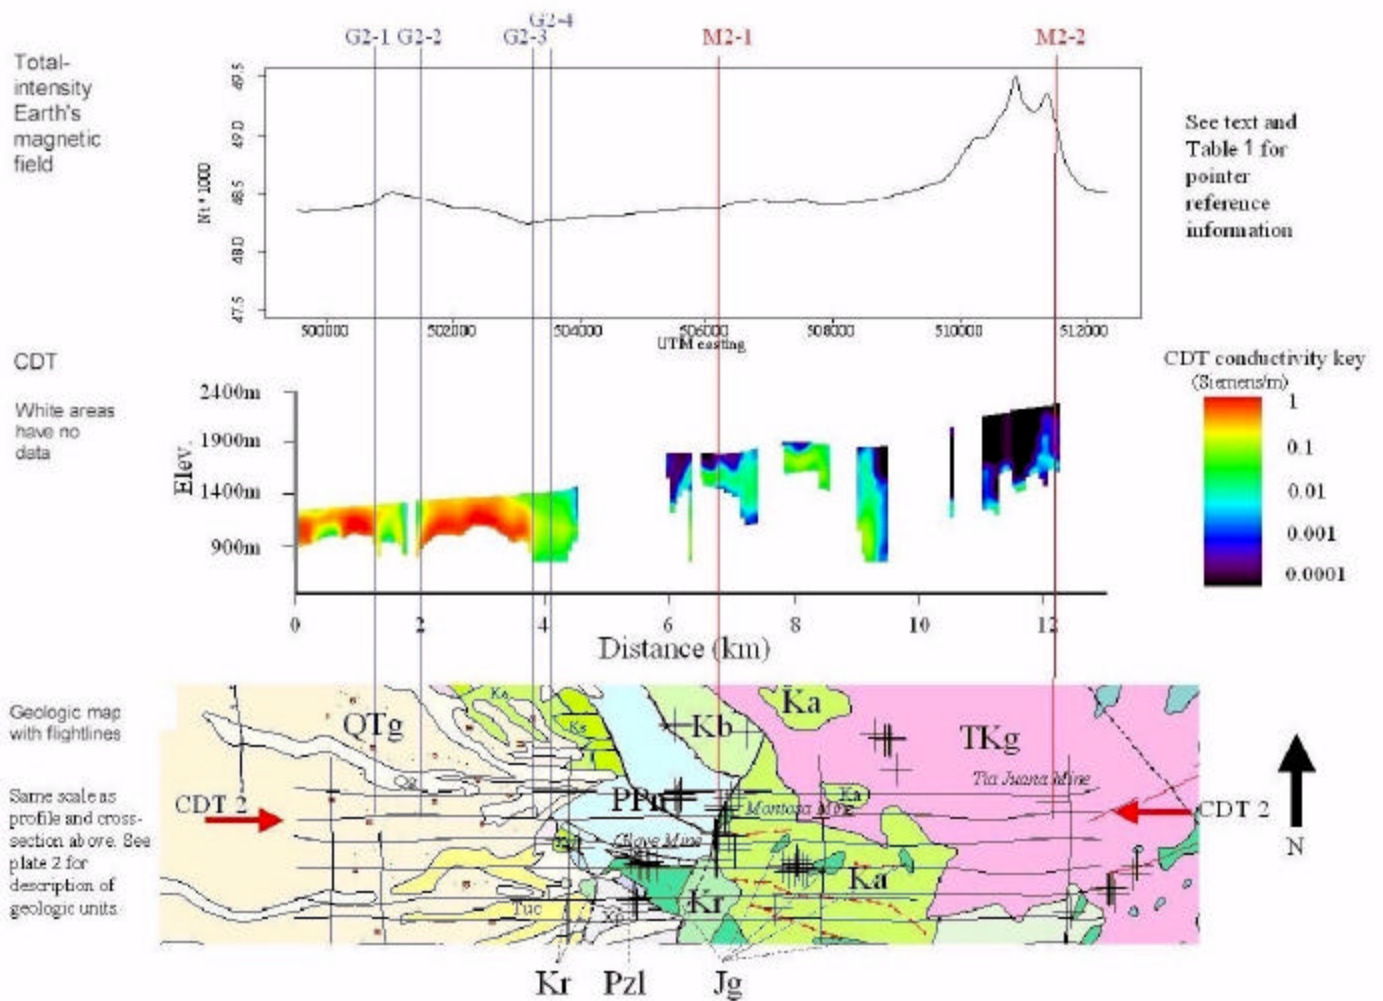 G2-4
G2-1 G2-2 G2-3 M2-1 M2-2
Total-
intensity
Earth's
magnetic
field
49.5
49.0
48.5
48.0
47.5
Nt * 1000
500000 502000 504000 506000 508000 510000 512000
UTM easting
See text and
Table 1 for
pointer
reference
information
CDT
White areas
have no
data
2400m
1900m
1400m
900m
Elev.
0 2 4 6 8 10 12
Distance (km)
CDT conductivity key
(Siemens/m)
1
0.1
0.01
0.001
0.0001
Geologic map
with flightlines
Same scale as
profile and cross-
section above. See
plate 2 for
description of
geologic units.
CDT 2
QTg
Ks
Kb
Ka
TKg
Tia Juana Mine
Ka
Montosa Mine
Glove Mine
CDT 2
Ka
Kr
Tuc
N
Kr Pzl Jg